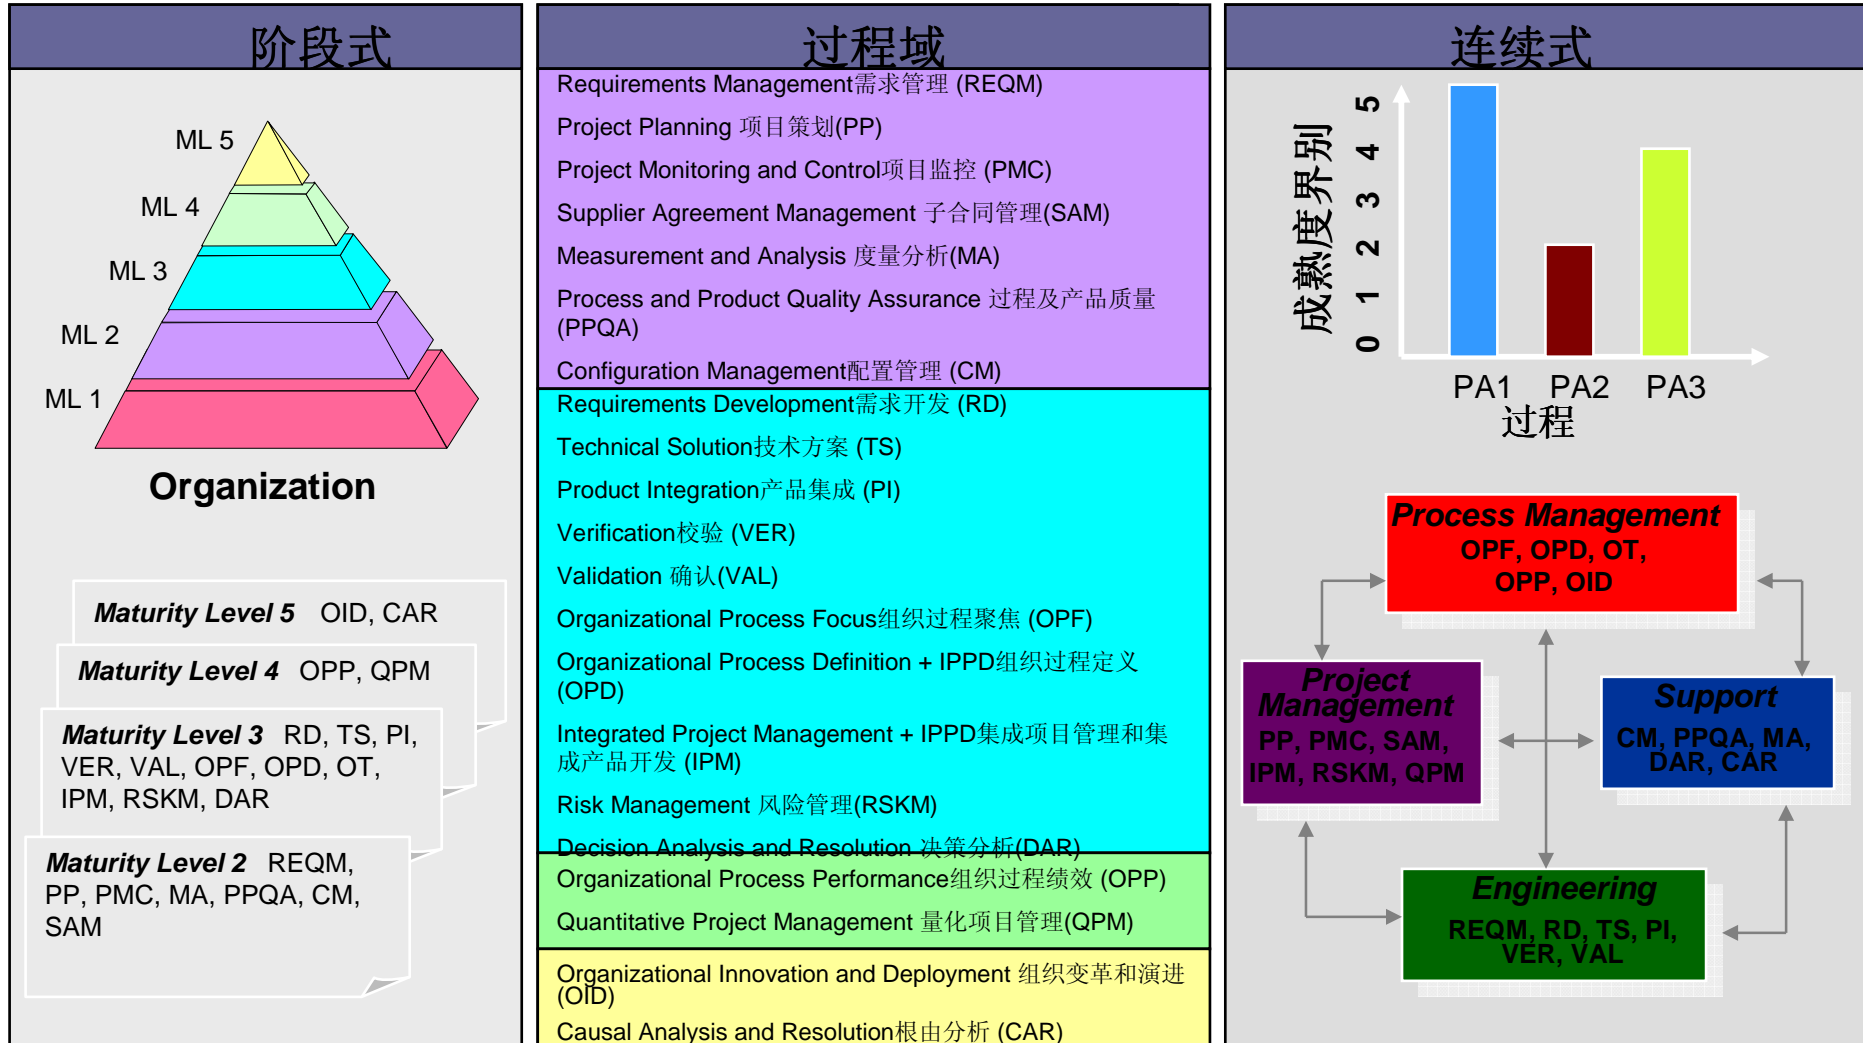 阶段式
ML 5
ML 4
ML 3
ML 2
ML 1
Organization
Maturity Level 5 OID, CAR
Maturity Level 4 OPP, QPM
Maturity Level 3 RD, TS, PI,
VER, VAL, OPF, OPD, OT,
IPM, RSKM, DAR
Maturity Level 2 REQM,
PP, PMC, MA, PPQA, CM,
SAM
过程域
Requirements Management需求管理 (REQM)
Project Planning 项目策划(PP)
Project Monitoring and Control项目监控 (PMC)
Supplier Agreement Management 子合同管理(SAM)
Measurement and Analysis 度量分析(MA)
Process and Product Quality Assurance 过程及产品质量
(PPQA)
Configuration Management配置管理 (CM)
Requirements Development需求开发 (RD)
Technical Solution技术方案 (TS)
Product Integration产品集成 (PI)
Verification校验 (VER)
Validation 确认(VAL)
Organizational Process Focus组织过程聚焦 (OPF)
Organizational Process Definition + IPPD组织过程定义
(OPD)
Integrated Project Management + IPPD集成项目管理和集
成产品开发 (IPM)
Risk Management 风险管理(RSKM)
Decision Analysis and Resolution 决策分析(DAR)
Organizational Process Performance组织过程绩效 (OPP)
Quantitative Project Management 量化项目管理(QPM)
Organizational Innovation and Deployment 组织变革和演进
(OID)
Causal Analysis and Resolution根由分析 (CAR)
连续式
成熟度界别
5
4
3
2
1
0
PA1 PA2 PA3
过程
Process Management
OPF, OPD, OT,
OPP, OID
Project
Management
PP, PMC, SAM,
IPM, RSKM, QPM
Support
CM, PPQA, MA,
DAR, CAR
Engineering
REQM, RD, TS, PI,
VER, VAL